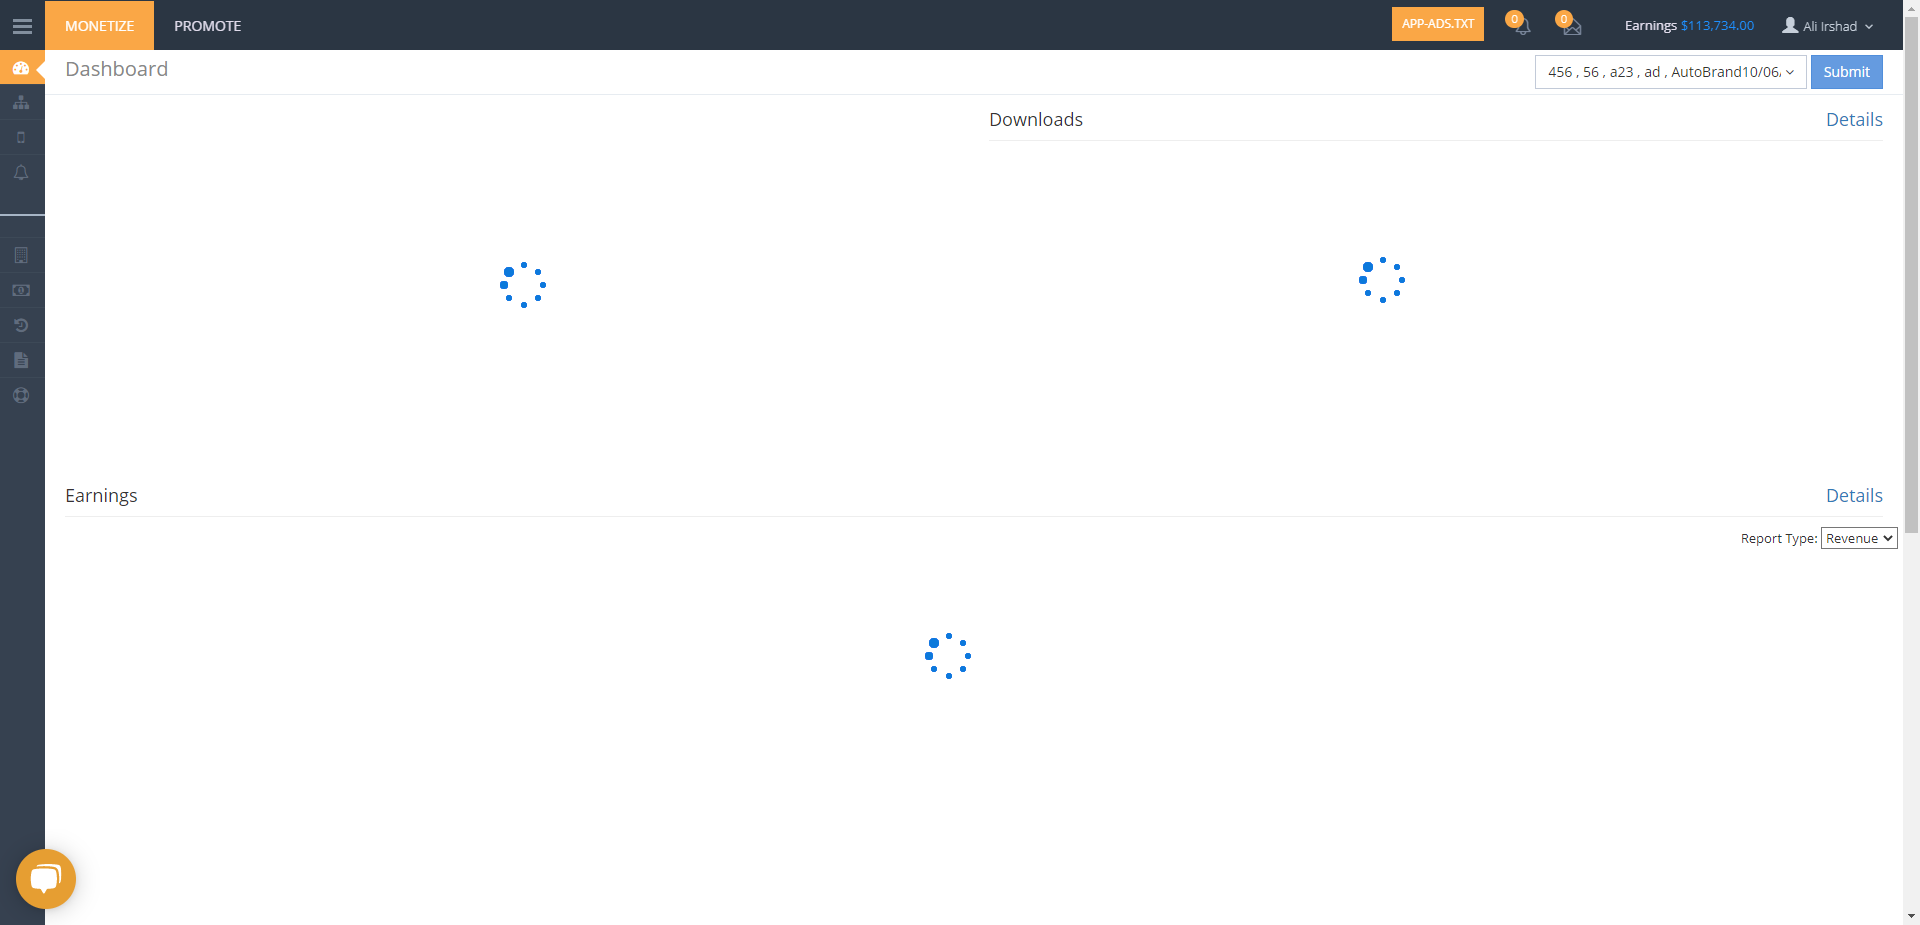 MONETIZE PROMOTE APP-ADS.TXT 0 0 Earnings $113,734.00 Ali Irshad
Dashboard 456 , 56 , a23 , ad , AutoBrand10/06/ Submit
Downloads Details
Earnings Details
Report Type: Revenue